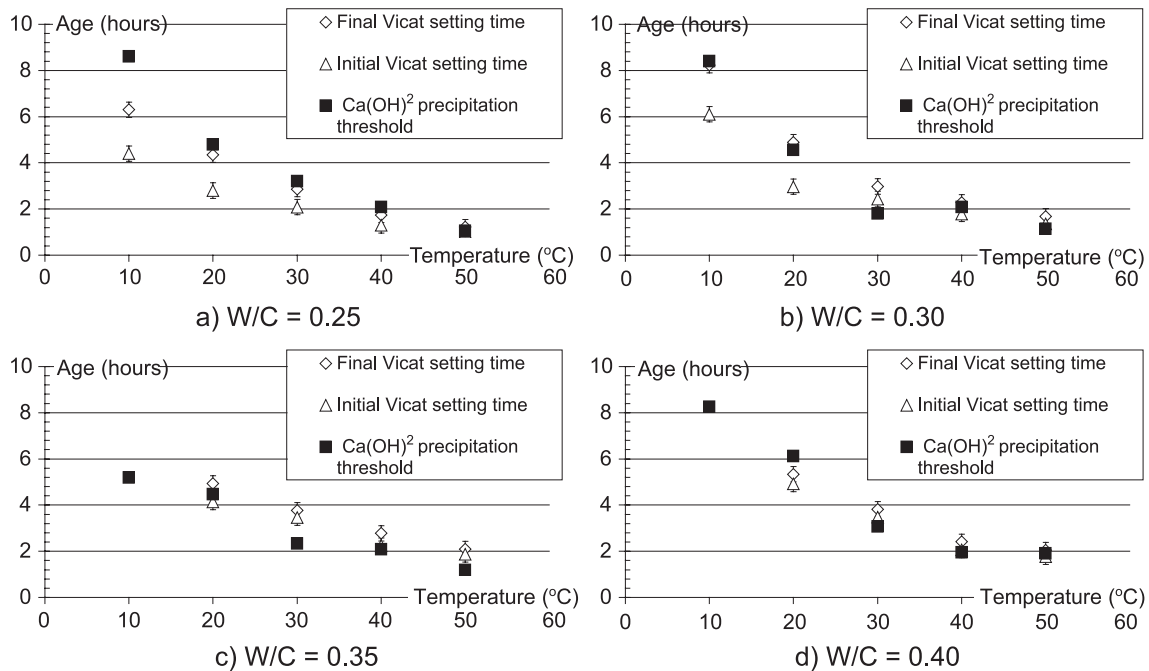 Age (hours)
10
8
6
4
2
0
Final Vicat setting time
Initial Vicat setting time
Ca(OH)² precipitation
threshold
Temperature (°C)
0 10 20 30 40 50 60
a) W/C = 0.25
Age (hours)
10
8
6
4
2
0
Final Vicat setting time
Initial Vicat setting time
Ca(OH)² precipitation
threshold
Temperature (°C)
0 10 20 30 40 50 60
b) W/C = 0.30
Age (hours)
10
8
6
4
2
0
Final Vicat setting time
Initial Vicat setting time
Ca(OH)² precipitation
threshold
Temperature (°C)
0 10 20 30 40 50 60
c) W/C = 0.35
Age (hours)
10
8
6
4
2
0
Final Vicat setting time
Initial Vicat setting time
Ca(OH)² precipitation
threshold
Temperature (°C)
0 10 20 30 40 50 60
d) W/C = 0.40